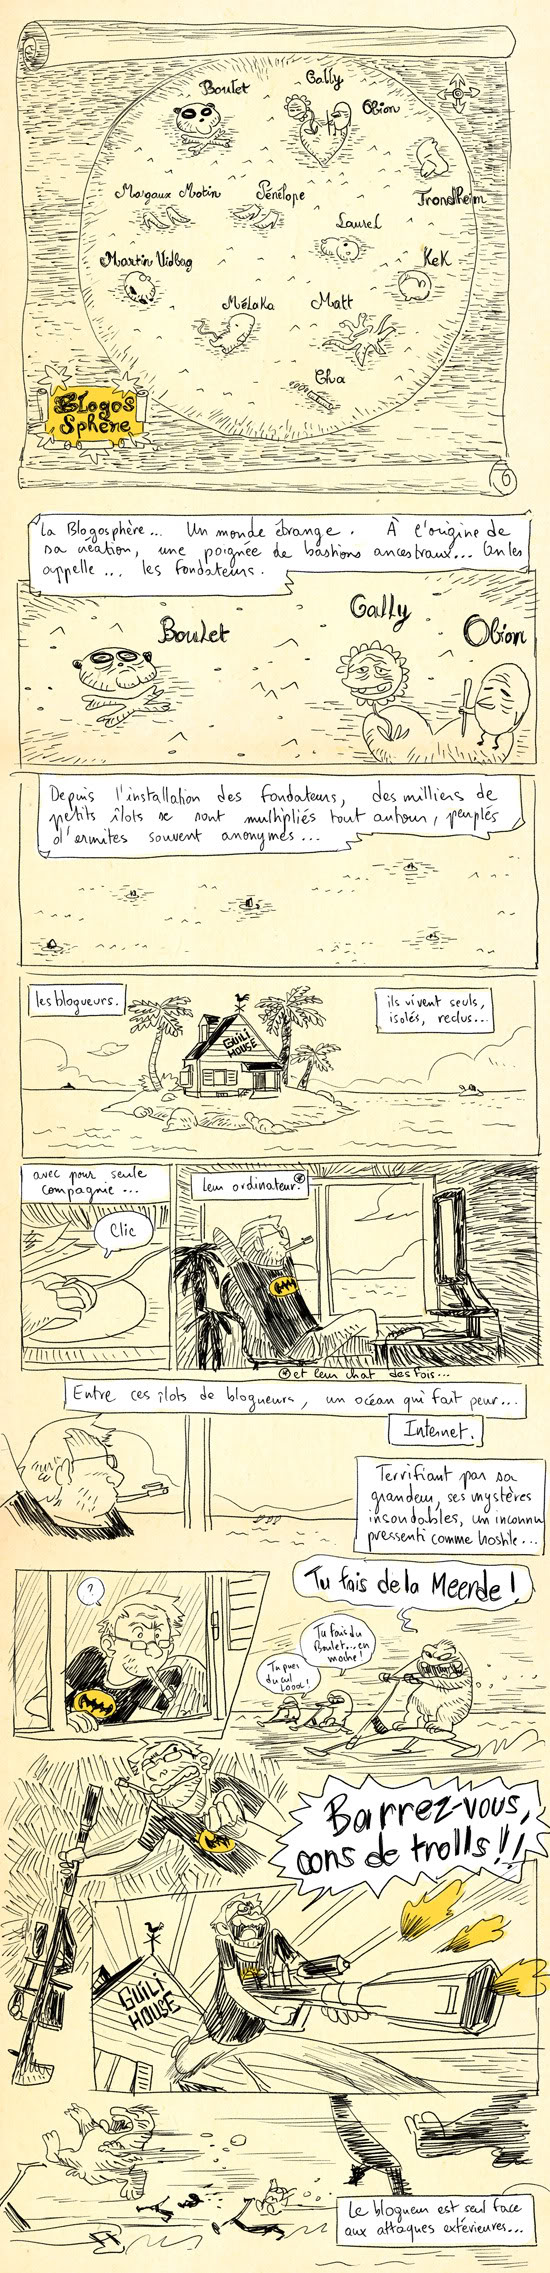 Boulet
Gally
Obion
Trondheim
Margaux Motin
Pénélope
Laurel
Martin Vidbag
Kek
Mélaka
Matt
Cha
Blogos
Sphère
La Blogosphère... Un monde étrange. À l'origine de
sa création, une poignée de bastions ancestraux... On les
appelle... les fondateurs.
Boulet
Gally
Obion
Depuis l'installation des fondateurs, des milliers de
petits îlots se sont multipliés tout autour, peuplés
d'ermites souvent anonymes...
les blogueurs.
ils vivent seuls,
isolés, reclus...
GUILI
HOUSE
avec pour seule
compagnie...
Clic
leur ordinateur.*
* et leur chat des fois...
Entre ces îlots de blogueurs, un océan qui fait peur...
Internet.
Terrifiant par sa
grandeur, ses mystères
insondables, un inconnu
pressenti comme hostile...
?
Tu fais de la Meerde!
Tu fais du
Boulet... en
moche!
Tu pues
du cul
Looool!
Barrez-vous,
cons de trolls!!
GUILI
HOUSE
Le blogueur est seul face
aux attaques extérieures...